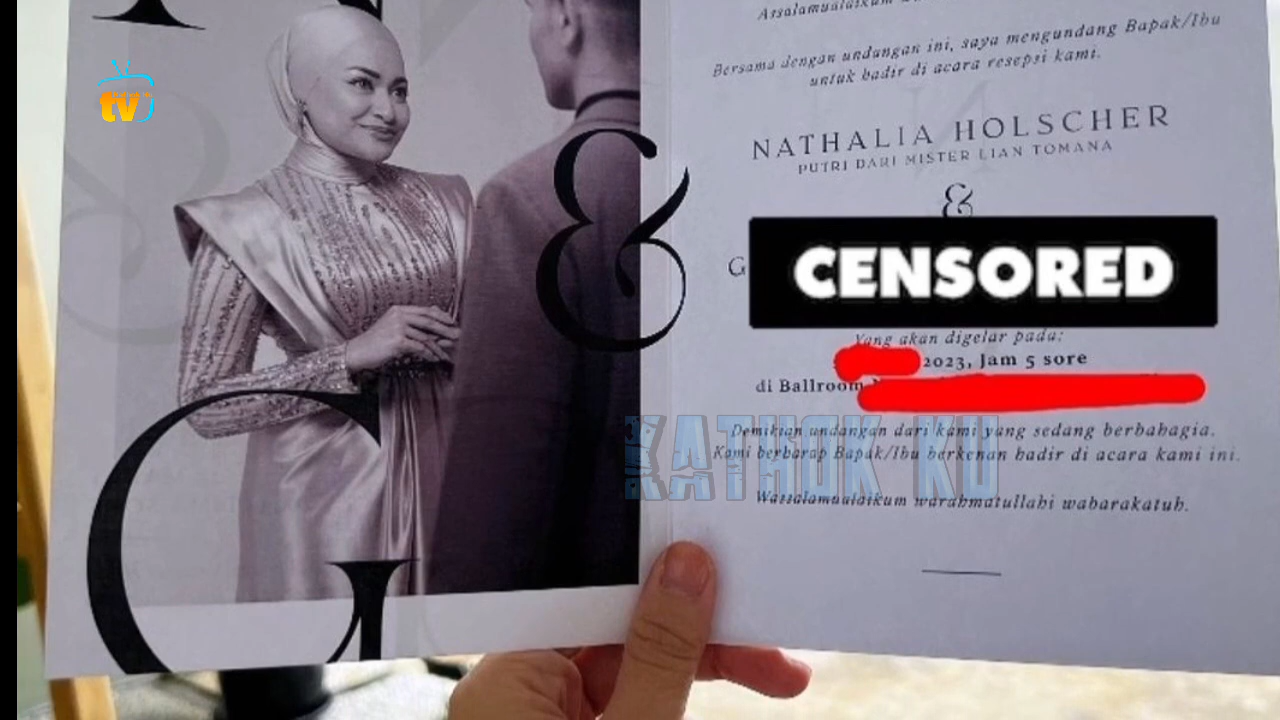 tv
Assalamualaikum
Bersama dengan undangan ini, saya mengundang Bapak/Ibu
untuk hadir di acara resepsi kami.
NATHALIA HOLSCHER
PUTRI DARI MISTER LIAN TOMANA
&
G
CENSORED
Yang akan digelar pada:
2023, Jam 5 sore
di Ballroom
Demikian undangan dari kami yang sedang berbahagia.
Kami berharap Bapak/Ibu berkenan hadir di acara kami ini.
Wassalamualaikum warahmatullahi wabarakatuh.
&
G
KATHOK KU